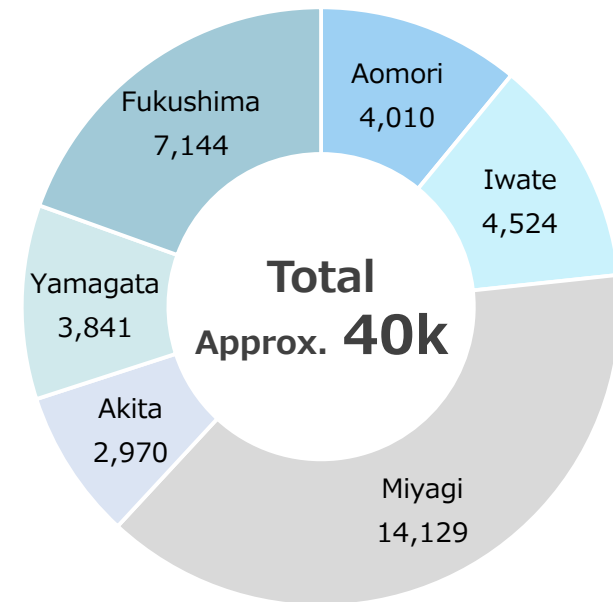 Aomori
4,010
Iwate
4,524
Miyagi
14,129
Akita
2,970
Yamagata
3,841
Fukushima
7,144
Total
Approx. 40k